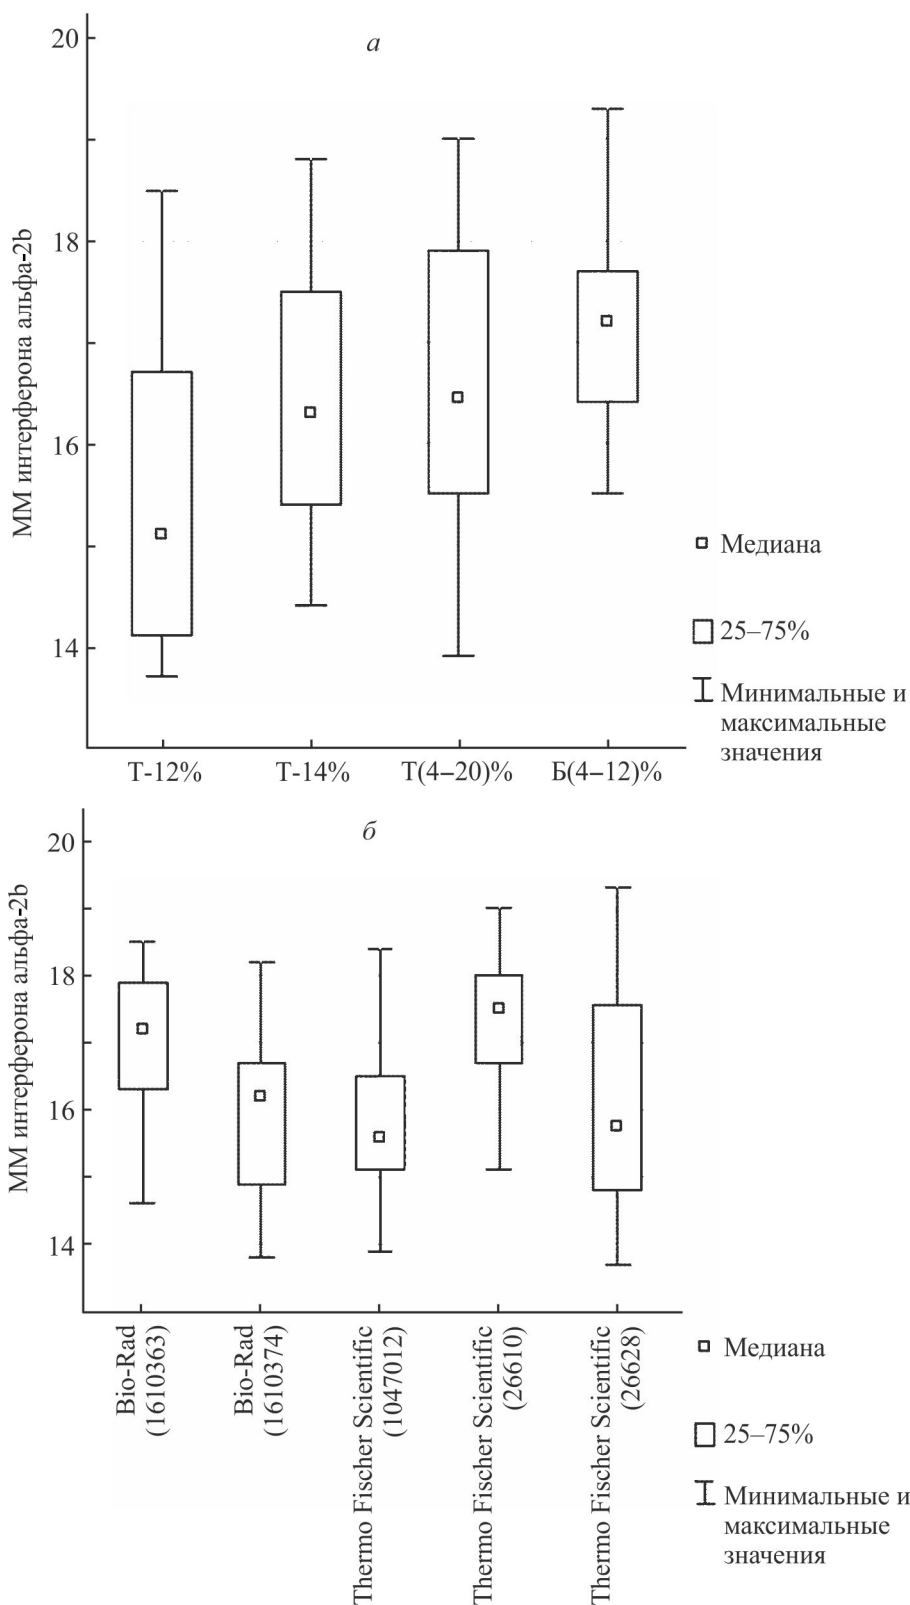 а
20
18
16
14
ММ интерферона альфа-2b
Т-12%
Т-14%
Т(4–20)%
Б(4–12)%
Медиана
25–75%
Минимальные и
максимальные
значения
б
20
18
16
14
ММ интерферона альфа-2b
Bio-Rad
(1610363)
Bio-Rad
(1610374)
Thermo Fischer Scientific
(1047012)
Thermo Fischer Scientific
(26610)
Thermo Fischer Scientific
(26628)
Медиана
25–75%
Минимальные и
максимальные
значения